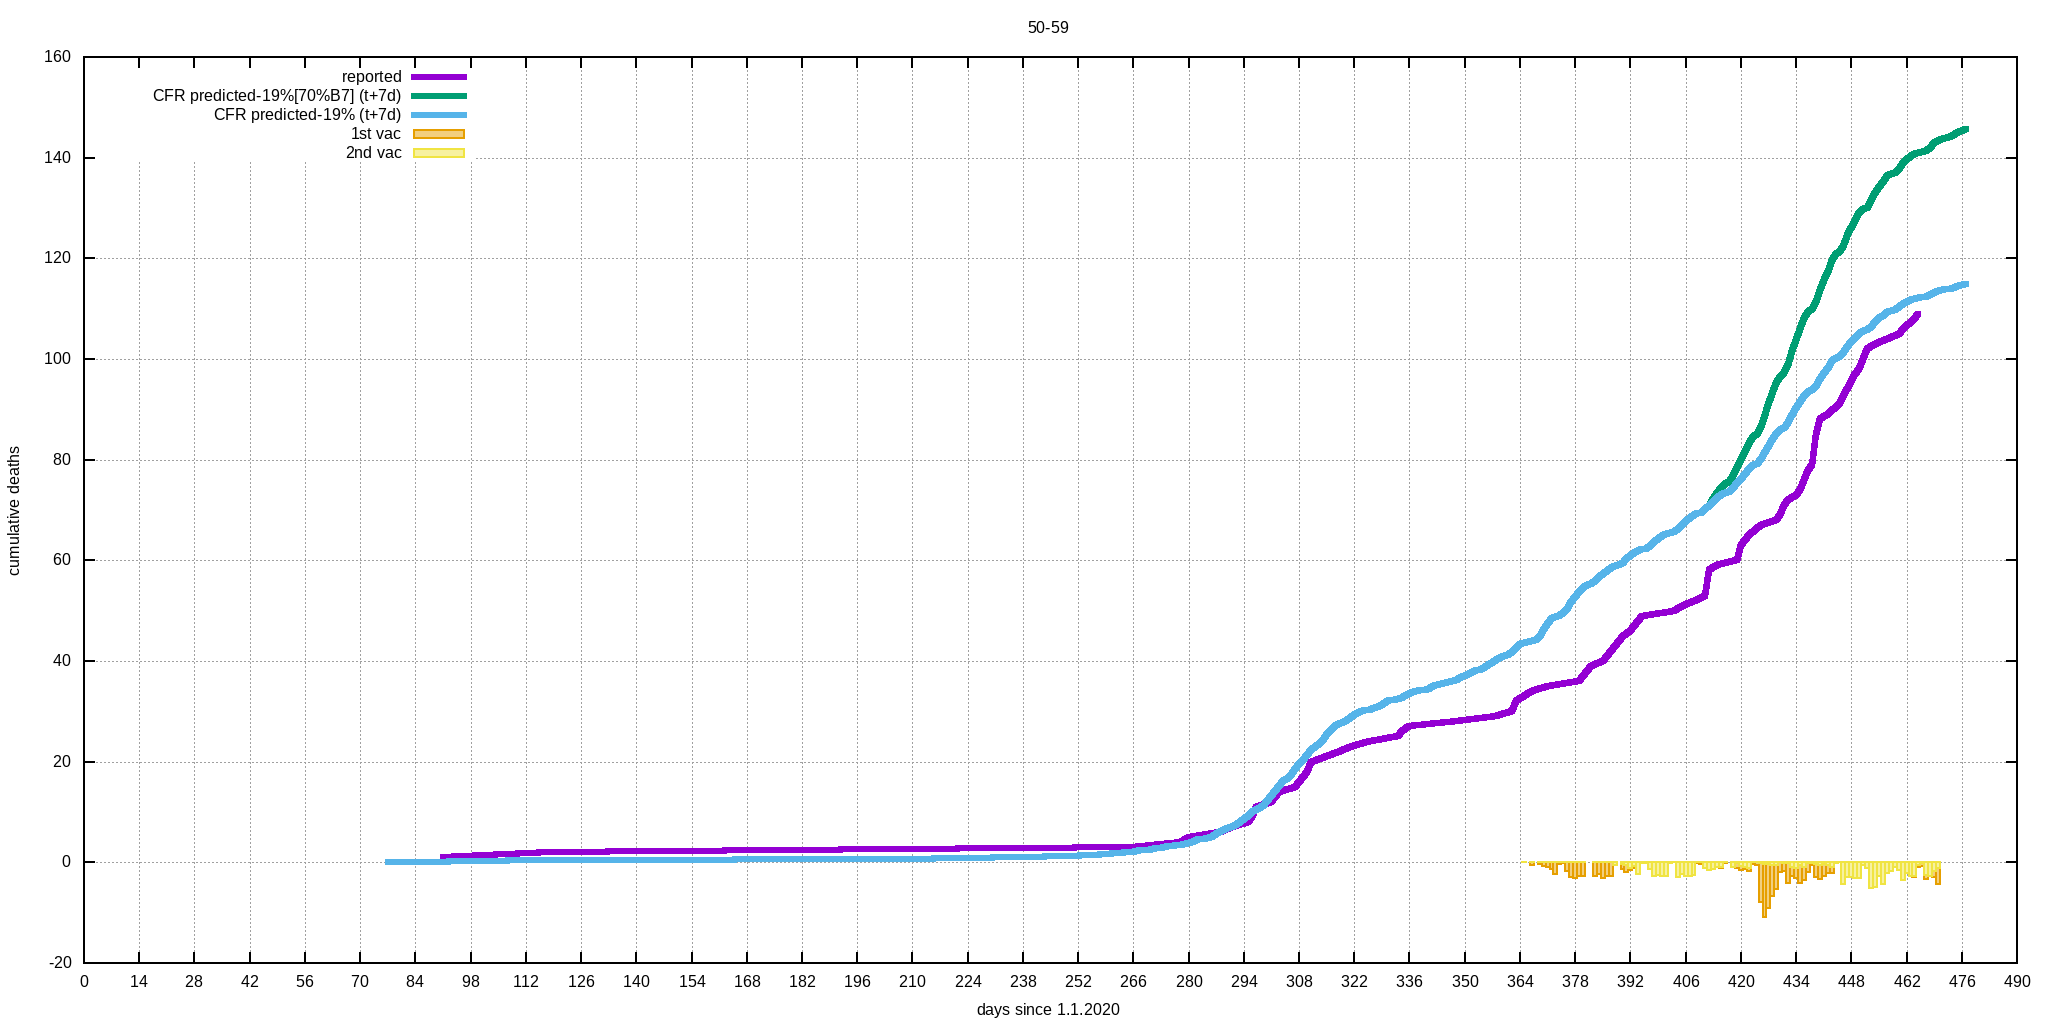 50-59
160
140
120
100
80
60
40
20
0
-20
cumulative deaths
reported
CFR predicted-19%[70%B7] (t+7d)
CFR predicted-19% (t+7d)
1st vac
2nd vac
0 14 28 42 56 70 84 98 112 126 140 154 168 182 196 210 224 238 252 266 280 294 308 322 336 350 364 378 392 406 420 434 448 462 476 490
days since 1.1.2020